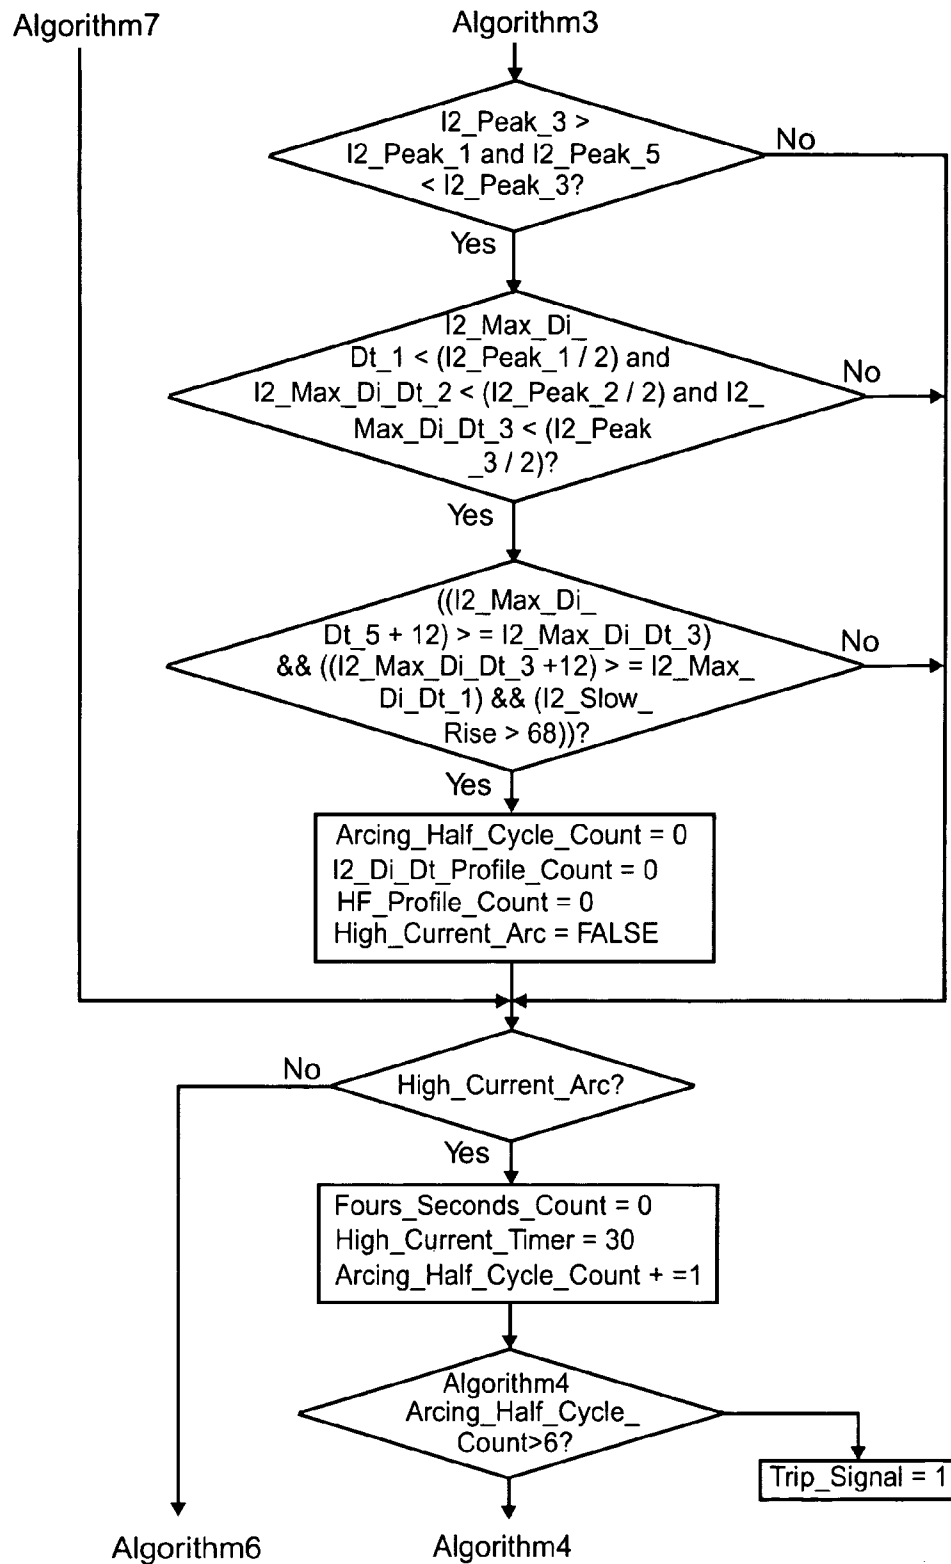 Algorithm7
Algorithm3
I2_Peak_3 >
I2_Peak_1 and I2_Peak_5
< I2_Peak_3?
No
Yes
I2_Max_Di_
Dt_1 < (I2_Peak_1 / 2) and
I2_Max_Di_Dt_2 < (I2_Peak_2 / 2) and I2_
Max_Di_Dt_3 < (I2_Peak
_3 / 2)?
No
Yes
((I2_Max_Di_
Dt_5 + 12) > = I2_Max_Di_Dt_3)
&& ((I2_Max_Di_Dt_3 +12) > = I2_Max_
Di_Dt_1) && (I2_Slow_
Rise > 68))?
No
Yes
Arcing_Half_Cycle_Count = 0
I2_Di_Dt_Profile_Count = 0
HF_Profile_Count = 0
High_Current_Arc = FALSE
No
High_Current_Arc?
Yes
Fours_Seconds_Count = 0
High_Current_Timer = 30
Arcing_Half_Cycle_Count + =1
Algorithm4
Arcing_Half_Cycle_
Count>6?
Trip_Signal = 1
Algorithm6
Algorithm4